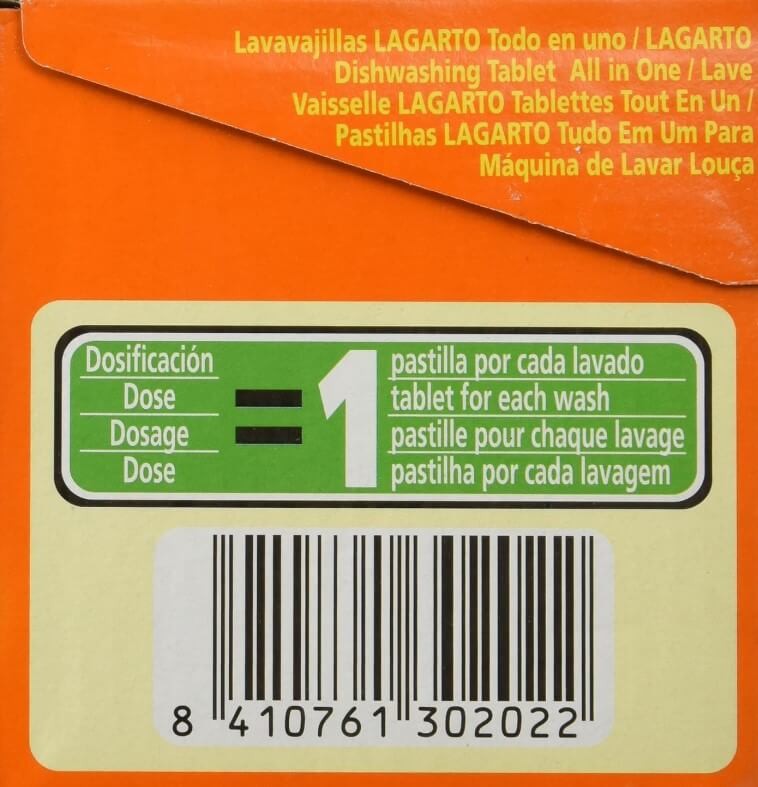 Lavavajillas LAGARTO Todo en uno / LAGARTO
Dishwashing Tablet All in One / Lave
Vaisselle LAGARTO Tablettes Tout En Un /
Pastilhas LAGARTO Tudo Em Um Para
Máquina de Lavar Louça
Dosificación = 1 pastilla por cada lavado
Dose tablet for each wash
Dosage pastille pour chaque lavage
Dose pastilha por cada lavagem
8 410761 302022